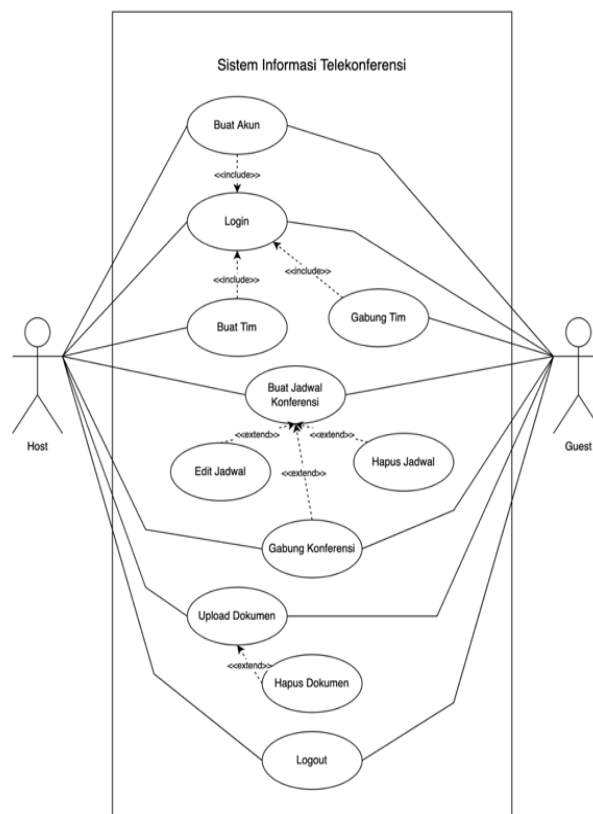 Sistem Informasi Telekonferensi
Buat Akun
<<include>>
Login
<<include>>
<<include>>
Buat Tim
Gabung Tim
Buat Jadwal
Konferensi
Host
Guest
<<extend>>
<<extend>>
Edit Jadwal
Hapus Jadwal
<<extend>>
Gabung Konferensi
Upload Dokumen
<<extend>>
Hapus Dokumen
Logout